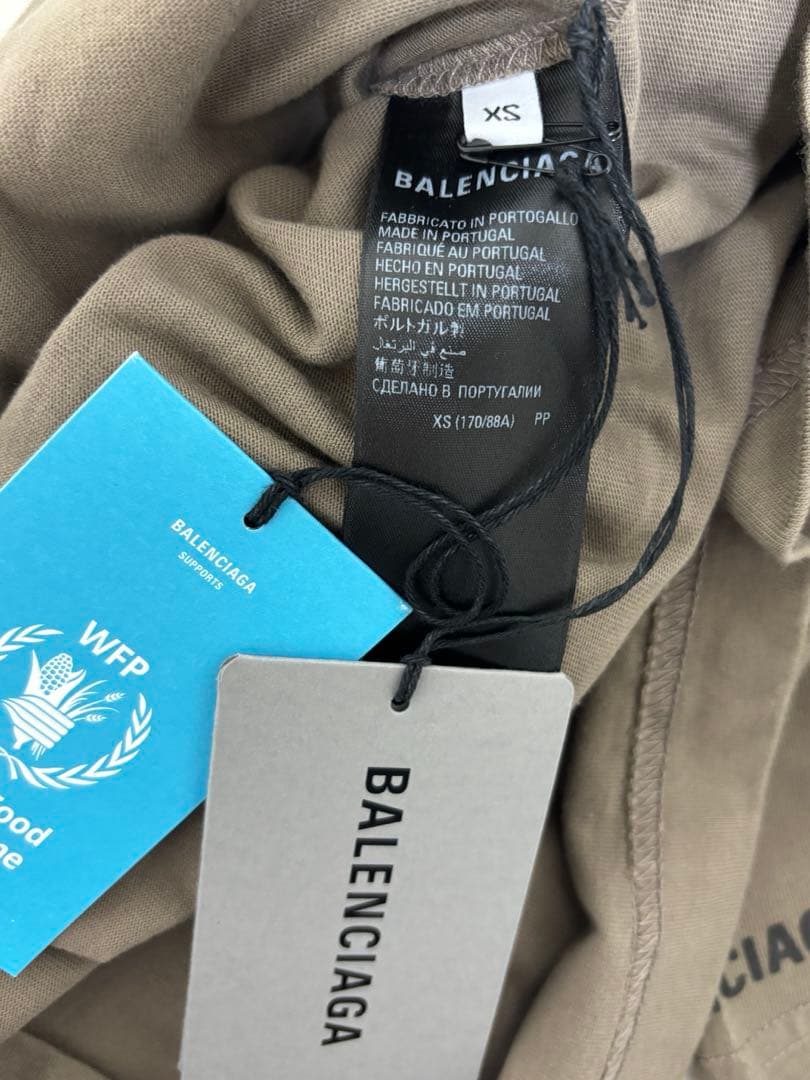 XS
BALENCIAGA
FABBRICATO IN PORTOGALLO
MADE IN PORTUGAL
FABRIQUÉ AU PORTUGAL
HECHO EN PORTUGAL
HERGESTELLT IN PORTUGAL
FABRICADO EM PORTUGAL
ポルトガル製
صنع في البرتغال
葡萄牙制造
СДЕЛАНО В ПОРТУГАЛИИ
XS (170/88A) PP
BALENCIAGA
SUPPORTS
WFP
BALENCIAGA